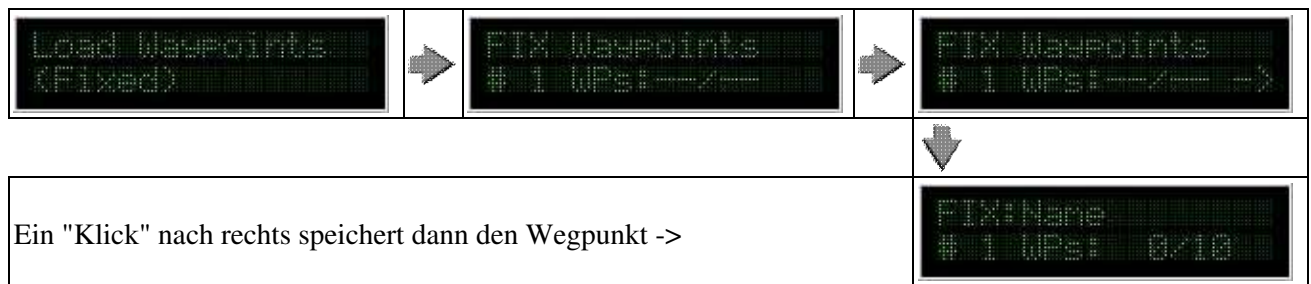 Load Waypoints
(Fixed)
FIX Waypoints
# 1 WPs:--/--
FIX Waypoints
# 1 WPs:--/-- ->
Ein "Klick" nach rechts speichert dann den Wegpunkt ->
FIX:Name
# 1 WPs: 0/10